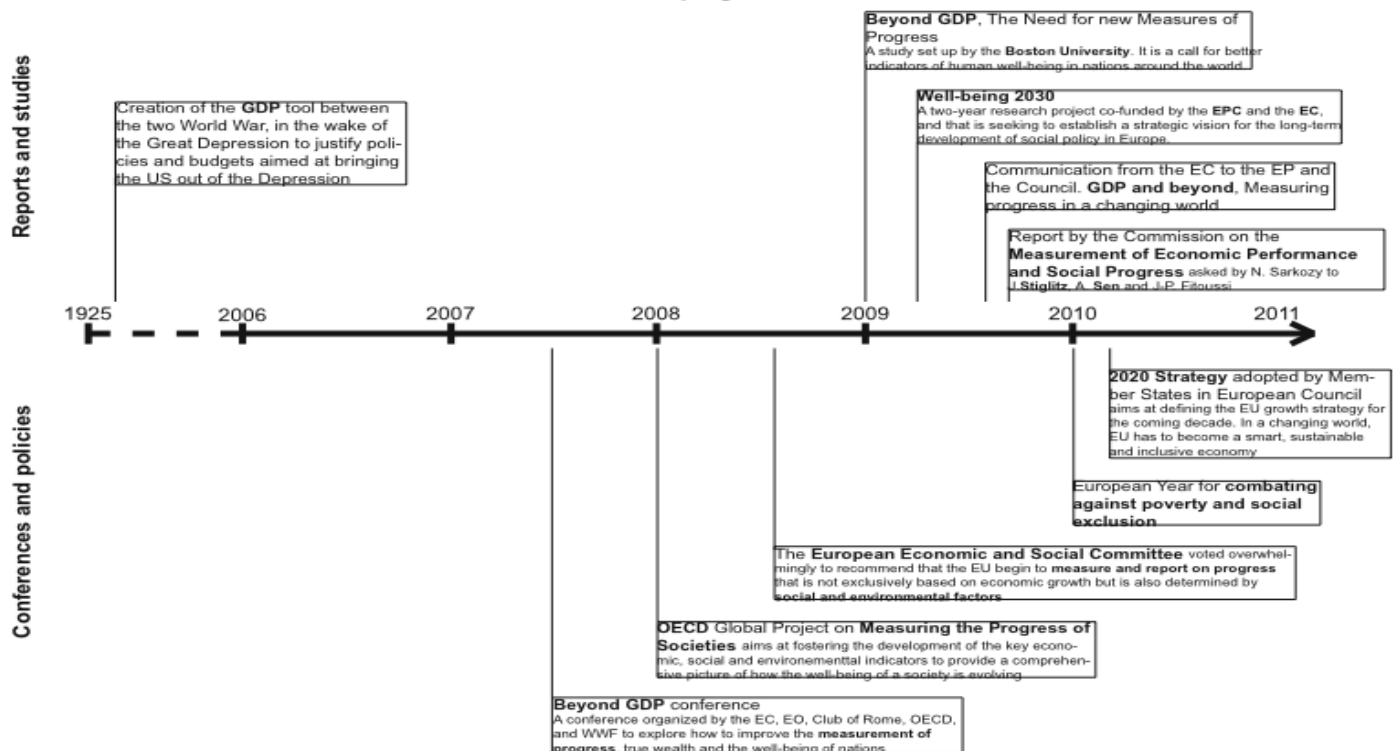 Reports and studies
Beyond GDP, The Need for new Measures of
Progress
A study set up by the Boston University. It is a call for better
indicators of human well-being in nations around the world
Creation of the GDP tool between
the two World War, in the wake of
the Great Depression to justify poli-
cies and budgets aimed at bringing
the US out of the Depression
Well-being 2030
A two-year research project co-funded by the EPC and the EC,
and that is seeking to establish a strategic vision for the long-term
development of social policy in Europe.
Communication from the EC to the EP and
the Council. GDP and beyond, Measuring
progress in a changing world
Report by the Commission on the
Measurement of Economic Performance
and Social Progress asked by N. Sarkozy to
J.Stiglitz, A. Sen and J-P. Fitoussi
1925 2006 2007 2008 2009 2010 2011
Conferences and policies
2020 Strategy adopted by Mem-
ber States in European Council
aims at defining the EU growth strategy for
the coming decade. In a changing world,
EU has to become a smart, sustainable
and inclusive economy
European Year for combating
against poverty and social
exclusion
The European Economic and Social Committee voted overwhel-
mingly to recommend that the EU begin to measure and report on progress
that is not exclusively based on economic growth but is also determined by
social and environmental factors
OECD Global Project on Measuring the Progress of
Societies aims at fostering the development of the key econo-
mic, social and environementtal indicators to provide a comprehen-
sive picture of how the well-being of a society is evolving
Beyond GDP conference
A conference organized by the EC, EO, Club of Rome, OECD,
and WWF to explore how to improve the measurement of
progress, true wealth and the well-being of nations